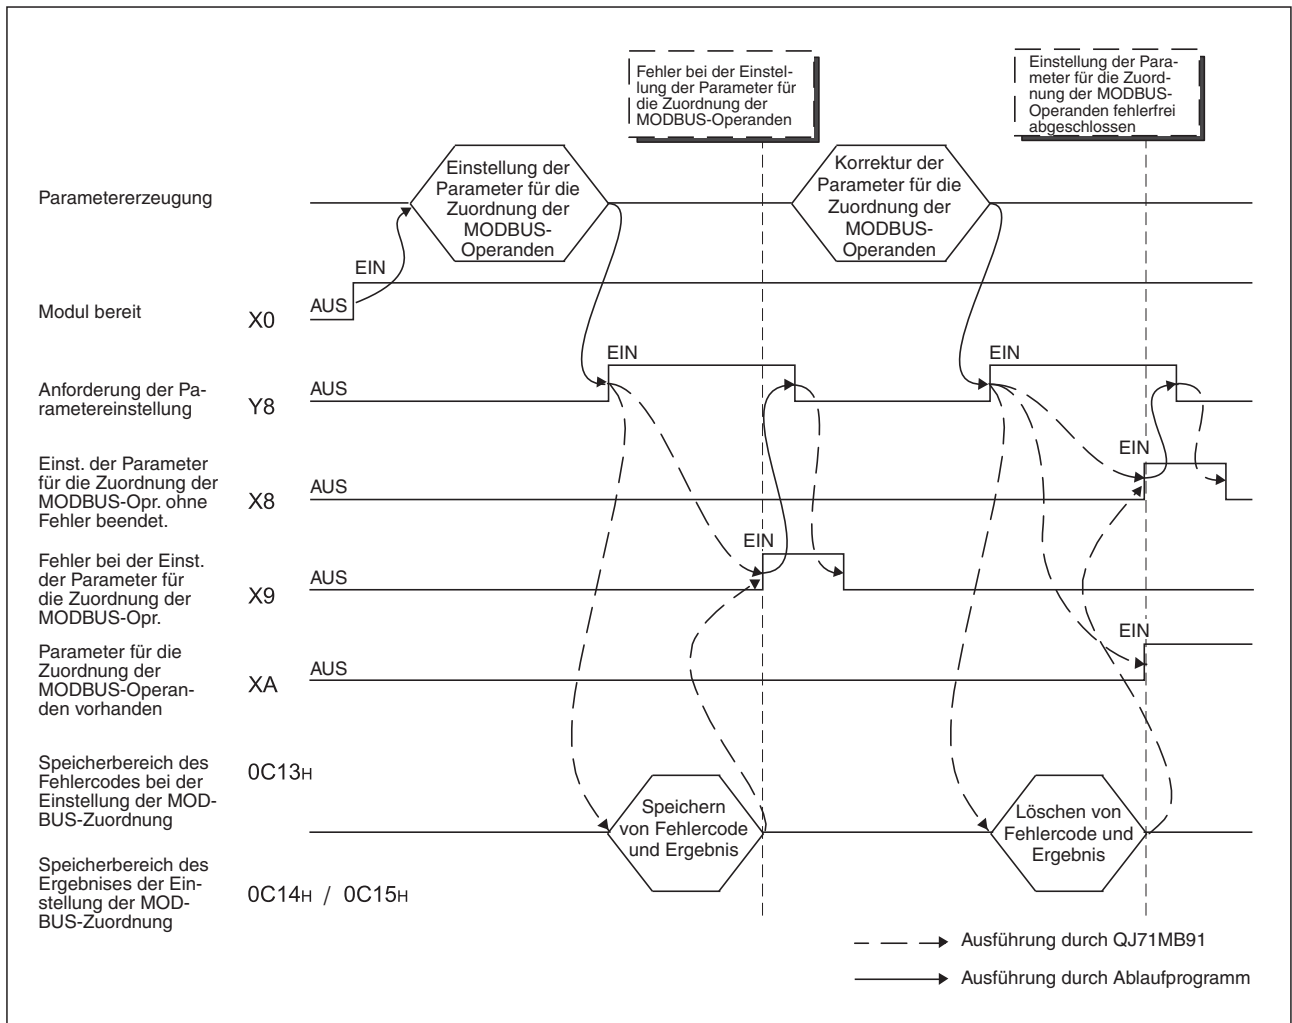 Fehler bei der Einstel-
lung der Parameter für
die Zuordnung der
MODBUS-Operanden
Einstellung der Para-
meter für die Zuord-
nung der MODBUS-
Operanden fehlerfrei
abgeschlossen
Parametererzeugung
Einstellung der
Parameter für die
Zuordnung der
MODBUS-
Operanden
Korrektur der
Parameter für die
Zuordnung der
MODBUS-
Operanden
Modul bereit
X0
AUS
EIN
Anforderung der Pa-
rametereinstellung
Y8
AUS
EIN
EIN
Einst. der Parameter
für die Zuordnung der
MODBUS-Opr. ohne
Fehler beendet.
X8
AUS
EIN
Fehler bei der Einst.
der Parameter für
die Zuordnung der
MODBUS-Opr.
X9
AUS
EIN
Parameter für die
Zuordnung der
MODBUS-Operan-
den vorhanden
XA
AUS
EIN
Speicherbereich des
Fehlercodes bei der
Einstellung der MOD-
BUS-Zuordnung
0C13H
Speichern
von Fehlercode
und Ergebnis
Löschen von
Fehlercode und
Ergebnis
Speicherbereich des
Ergebnises der Ein-
stellung der MOD-
BUS-Zuordnung
0C14H / 0C15H
Ausführung durch QJ71MB91
Ausführung durch Ablaufprogramm